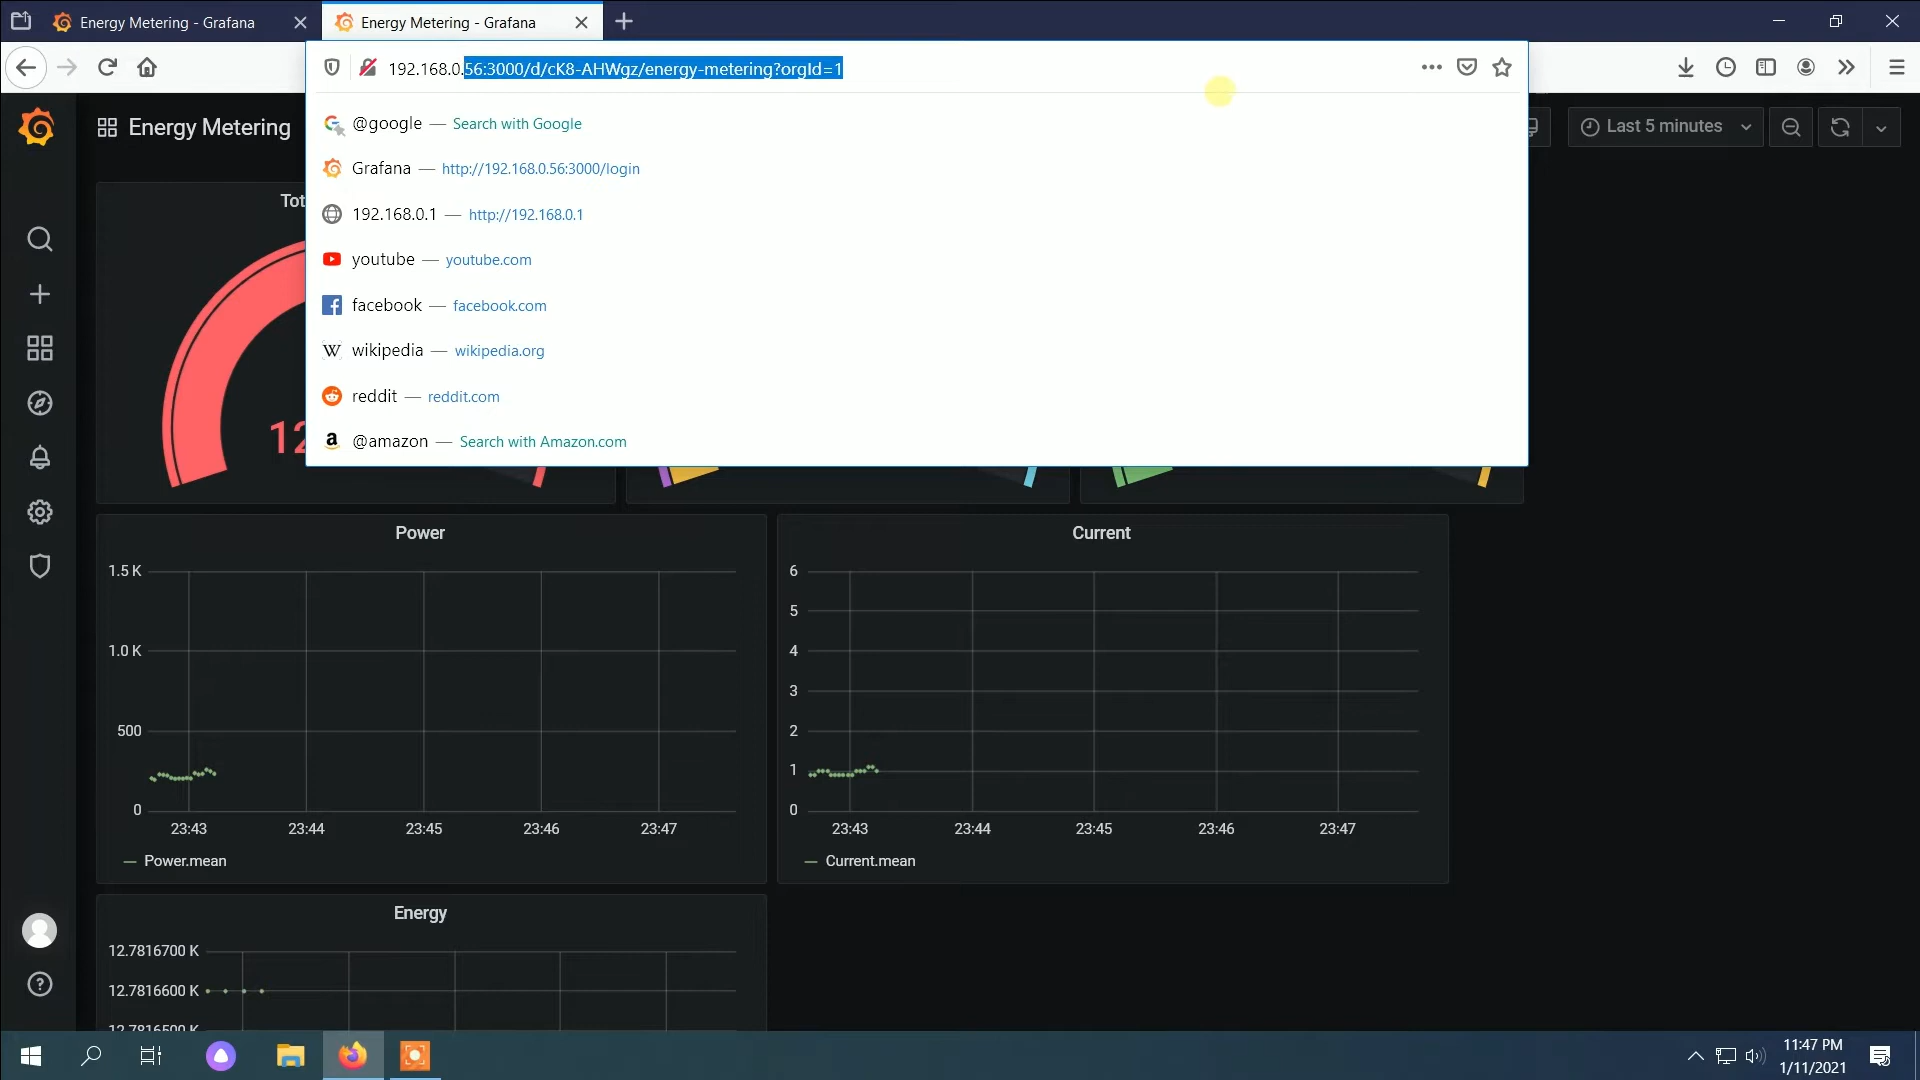 Energy Metering - Grafana
Energy Metering - Grafana
192.168.0.56:3000/d/cK8-AHWgz/energy-metering?orgId=1
@google — Search with Google
Grafana — http://192.168.0.56:3000/login
192.168.0.1 — http://192.168.0.1
youtube — youtube.com
facebook — facebook.com
W wikipedia — wikipedia.org
reddit — reddit.com
a @amazon — Search with Amazon.com
Energy Metering
Last 5 minutes
Tot
12
Power
1.5 K
1.0 K
500
0
23:43 23:44 23:45 23:46 23:47
Power.mean
Current
6
5
4
3
2
1
0
23:43 23:44 23:45 23:46 23:47
Current.mean
Energy
12.7816700 K
12.7816600 K
12.7816500 K
11:47 PM
1/11/2021